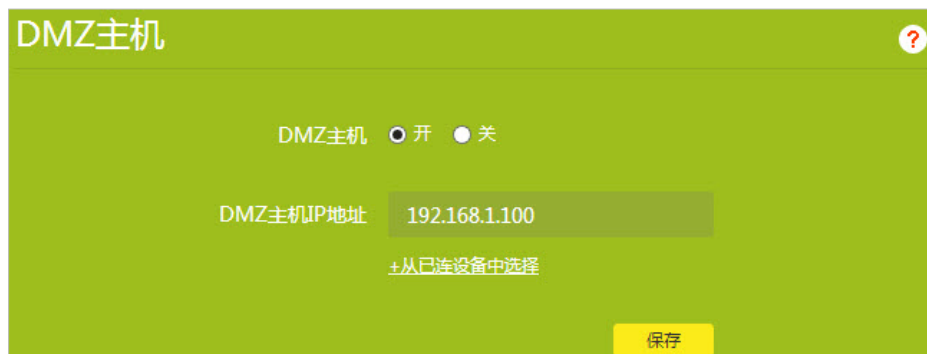 DMZ主机
?
DMZ主机 开 关
DMZ主机IP地址 192.168.1.100
+从已连设备中选择
保存